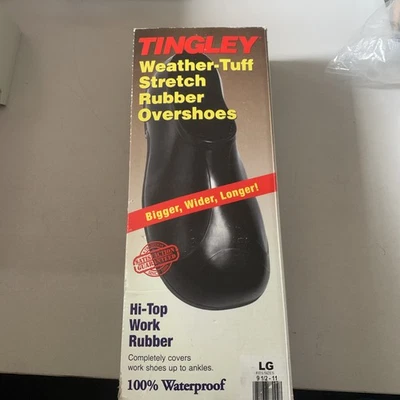 TINGLEY
Weather-Tuff
Stretch
Rubber
Overshoes
Bigger, Wider, Longer!
SATISFACTION
GUARANTEED
Hi-Top
Work
Rubber
Completely covers
work shoes up to ankles.
100% Waterproof
LG
9 1/2 - 11